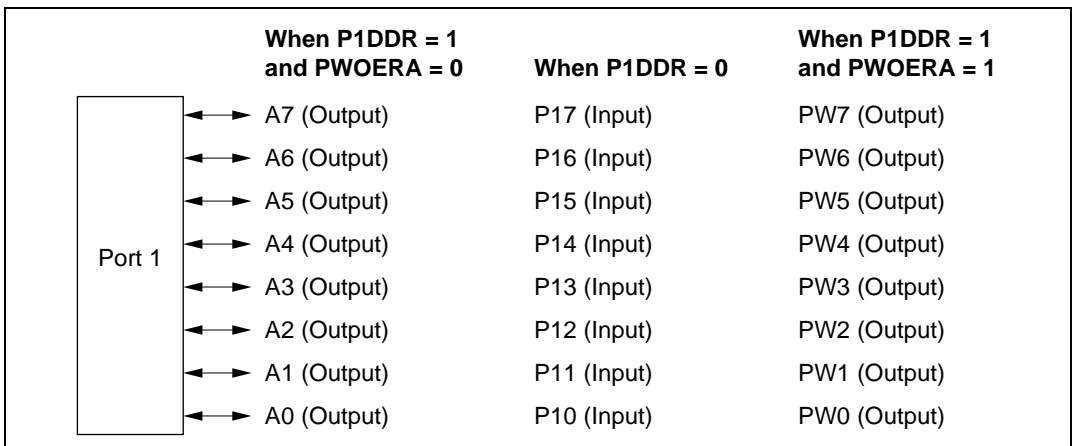 When P1DDR = 1 and PWOERA = 0
When P1DDR = 0
When P1DDR = 1 and PWOERA = 1
Port 1
A7 (Output) P17 (Input) PW7 (Output)
A6 (Output) P16 (Input) PW6 (Output)
A5 (Output) P15 (Input) PW5 (Output)
A4 (Output) P14 (Input) PW4 (Output)
A3 (Output) P13 (Input) PW3 (Output)
A2 (Output) P12 (Input) PW2 (Output)
A1 (Output) P11 (Input) PW1 (Output)
A0 (Output) P10 (Input) PW0 (Output)